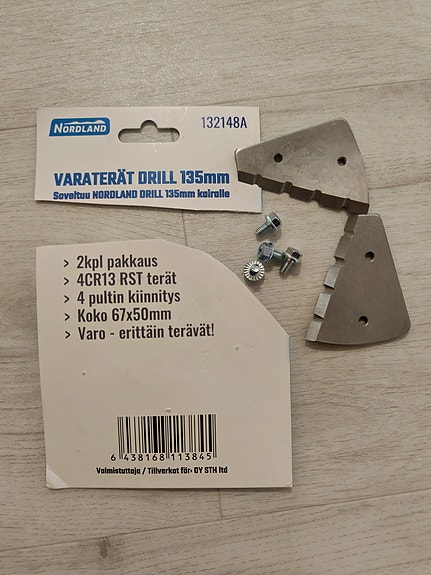 NORDLAND
132148A
VARATERÄT DRILL 135mm
Soveltuu NORDLAND DRILL 135mm kairalle
> 2kpl pakkaus
> 4CR13 RST terät
> 4 pultin kiinnitys
> Koko 67x50mm
> Varo - erittäin terävät!
6 438168 113845
Valmistuttaja / Tillverkat för: OY STH ltd